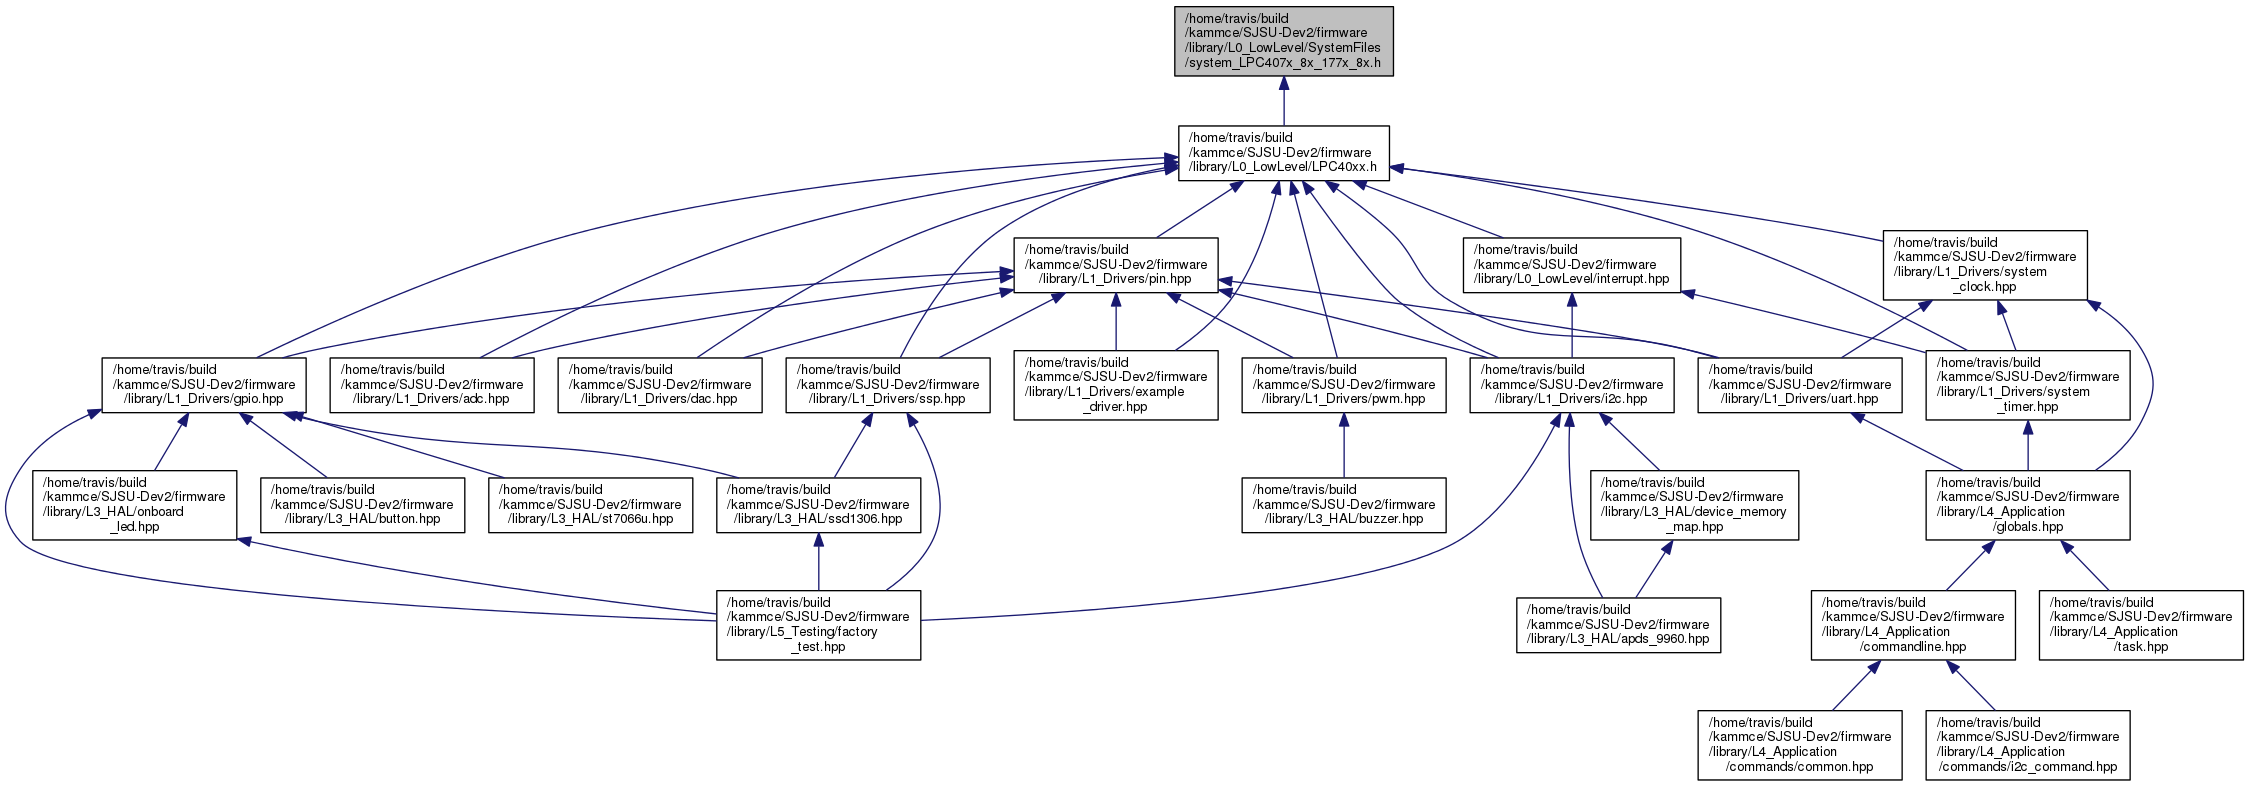 /home/travis/build
/kammce/SJSU-Dev2/firmware
/library/L0_LowLevel/SystemFiles
/system_LPC407x_8x_177x_8x.h
/home/travis/build
/kammce/SJSU-Dev2/firmware
/library/L0_LowLevel/LPC40xx.h
/home/travis/build
/kammce/SJSU-Dev2/firmware
/library/L1_Drivers/pin.hpp
/home/travis/build
/kammce/SJSU-Dev2/firmware
/library/L0_LowLevel/interrupt.hpp
/home/travis/build
/kammce/SJSU-Dev2/firmware
/library/L1_Drivers/system
_clock.hpp
/home/travis/build
/kammce/SJSU-Dev2/firmware
/library/L1_Drivers/gpio.hpp
/home/travis/build
/kammce/SJSU-Dev2/firmware
/library/L1_Drivers/adc.hpp
/home/travis/build
/kammce/SJSU-Dev2/firmware
/library/L1_Drivers/dac.hpp
/home/travis/build
/kammce/SJSU-Dev2/firmware
/library/L1_Drivers/ssp.hpp
/home/travis/build
/kammce/SJSU-Dev2/firmware
/library/L1_Drivers/example
_driver.hpp
/home/travis/build
/kammce/SJSU-Dev2/firmware
/library/L1_Drivers/pwm.hpp
/home/travis/build
/kammce/SJSU-Dev2/firmware
/library/L1_Drivers/i2c.hpp
/home/travis/build
/kammce/SJSU-Dev2/firmware
/library/L1_Drivers/uart.hpp
/home/travis/build
/kammce/SJSU-Dev2/firmware
/library/L1_Drivers/system
_timer.hpp
/home/travis/build
/kammce/SJSU-Dev2/firmware
/library/L3_HAL/onboard
_led.hpp
/home/travis/build
/kammce/SJSU-Dev2/firmware
/library/L3_HAL/button.hpp
/home/travis/build
/kammce/SJSU-Dev2/firmware
/library/L3_HAL/st7066u.hpp
/home/travis/build
/kammce/SJSU-Dev2/firmware
/library/L3_HAL/ssd1306.hpp
/home/travis/build
/kammce/SJSU-Dev2/firmware
/library/L3_HAL/buzzer.hpp
/home/travis/build
/kammce/SJSU-Dev2/firmware
/library/L3_HAL/device_memory
_map.hpp
/home/travis/build
/kammce/SJSU-Dev2/firmware
/library/L4_Application
/globals.hpp
/home/travis/build
/kammce/SJSU-Dev2/firmware
/library/L5_Testing/factory
_test.hpp
/home/travis/build
/kammce/SJSU-Dev2/firmware
/library/L3_HAL/apds_9960.hpp
/home/travis/build
/kammce/SJSU-Dev2/firmware
/library/L4_Application
/commandline.hpp
/home/travis/build
/kammce/SJSU-Dev2/firmware
/library/L4_Application
/task.hpp
/home/travis/build
/kammce/SJSU-Dev2/firmware
/library/L4_Application
/commands/common.hpp
/home/travis/build
/kammce/SJSU-Dev2/firmware
/library/L4_Application
/commands/i2c_command.hpp